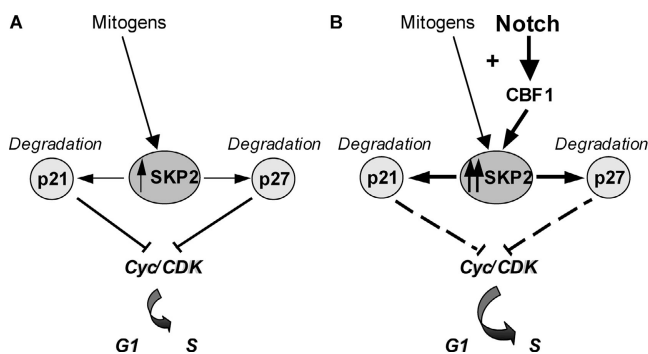 A
Mitogens
Degradation
Degradation
p21
SKP2
p27
Cyc/CDK
G1 S
B
Mitogens
Notch
+
CBF1
Degradation
Degradation
p21
SKP2
p27
Cyc/CDK
G1 S